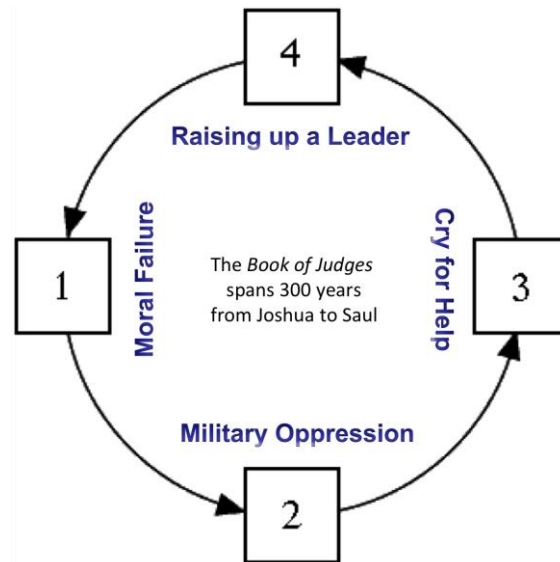 4
Raising up a Leader
1
Moral Failure
The Book of Judges
spans 300 years
from Joshua to Saul
Cry for Help
3
Military Oppression
2